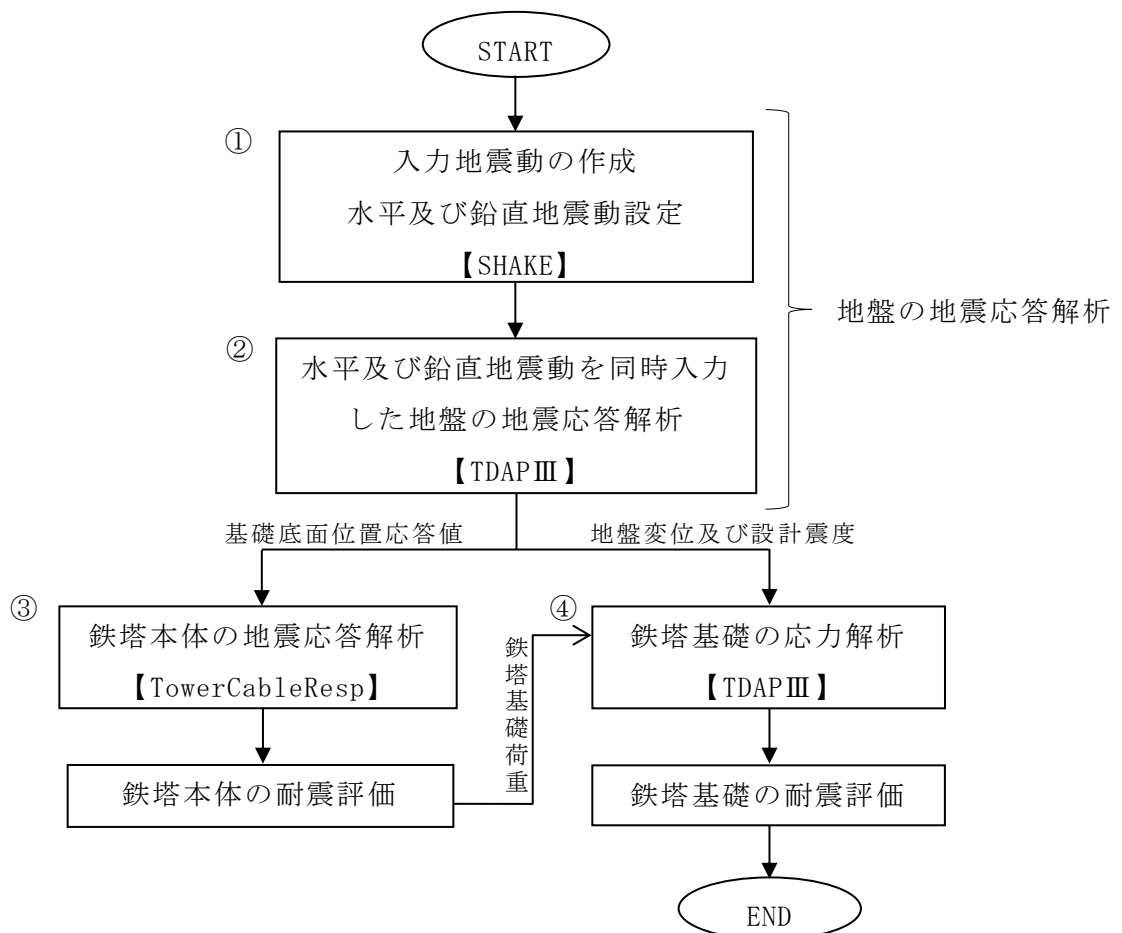 START
①
入力地震動の作成
水平及び鉛直地震動設定
【SHAKE】
地盤の地震応答解析
②
水平及び鉛直地震動を同時入力
した地盤の地震応答解析
【TDAPⅢ】
基礎底面位置応答値
地盤変位及び設計震度
③
鉄塔本体の地震応答解析
【TowerCableResp】
鉄塔基礎荷重
④
鉄塔基礎の応力解析
【TDAPⅢ】
鉄塔本体の耐震評価
鉄塔基礎の耐震評価
END